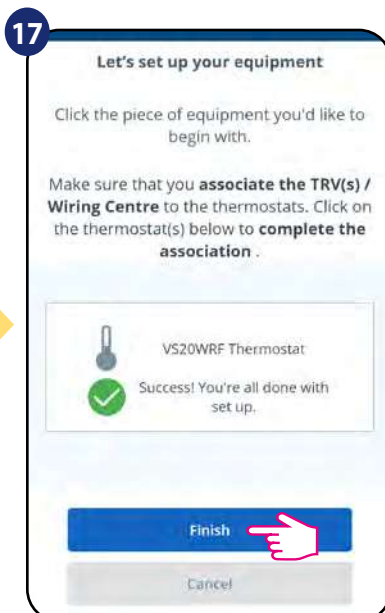 17
Let's set up your equipment
Click the piece of equipment you'd like to
begin with.
Make sure that you associate the TRV(s) /
Wiring Centre to the thermostats. Click on
the thermostat(s) below to complete the
association .
VS20WRF Thermostat
Success! You're all done with
set up.
Finish
Cancel